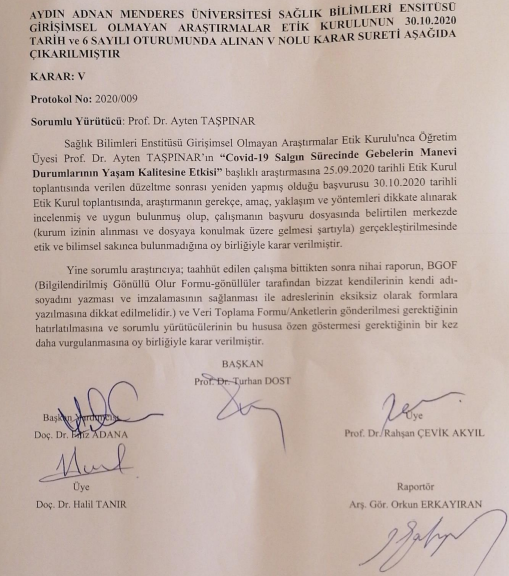 AYDIN ADNAN MENDERES ÜNİVERSİTESİ SAĞLIK BİLİMLERİ ENSITÜSÜ
GİRİŞİMSEL OLMAYAN ARAŞTIRMALAR ETİK KURULUNUN 30.10.2020
TARİH ve 6 SAYILI OTURUMUNDA ALINAN V NOLU KARAR SURETİ AŞAĞIDA
ÇIKARILMIŞTIR
KARAR: V
Protokol No: 2020/009
Sorumlu Yürütücü: Prof. Dr. Ayten TAŞPINAR
Sağlık Bilimleri Enstitüsü Girişimsel Olmayan Araştırmalar Etik Kurulu'nca Öğretim
Üyesi Prof. Dr. Ayten TAŞPINAR'ın “Covid-19 Salgın Sürecinde Gebelerin Manevi
Durumlarının Yaşam Kalitesine Etkisi” başlıklı araştırmasına 25.09.2020 tarihli Etik Kurul
toplantısında verilen düzeltme sonrası yeniden yapmış olduğu başvurusu 30.10.2020 tarihli
Etik Kurul toplantısında, araştırmanın gerekçe, amaç, yaklaşım ve yöntemleri dikkate alınarak
incelenmiş ve uygun bulunmuş olup, çalışmanın başvuru dosyasında belirtilen merkezde
(kurum izninin alınması ve dosyaya konulmak üzere gelmesi şartıyla) gerçekleştirilmesinde
etik ve bilimsel sakınca bulunmadığına oy birliğiyle karar verilmiştir.
Yine sorumlu araştırıcıya; taahhüt edilen çalışma bittikten sonra nihai raporun, BGOF
(Bilgilendirilmiş Gönüllü Olur Formu-gönüllüler tarafından bizzat kendilerinin kendi adı-
soyadını yazması ve imzalamasının sağlanması ile adreslerinin eksiksiz olarak formlara
yazılmasına dikkat edilmelidir.) ve Veri Toplama Formu/Anketlerin gönderilmesi gerektiğinin
hatırlatılmasına ve sorumlu yürütücülerinin bu hususa özen göstermesi gerektiğinin bir kez
daha vurgulanmasına oy birliğiyle karar verilmiştir.
BAŞKAN
Prof. Dr. Turhan DOST
Başkan Yardımcısı
Doç. Dr. Filiz ADANA
Üye
Prof. Dr. Rahşan ÇEVİK AKYIL
Üye
Doç. Dr. Halil TANIR
Raportör
Arş. Gör. Orkun ERKAYIRAN